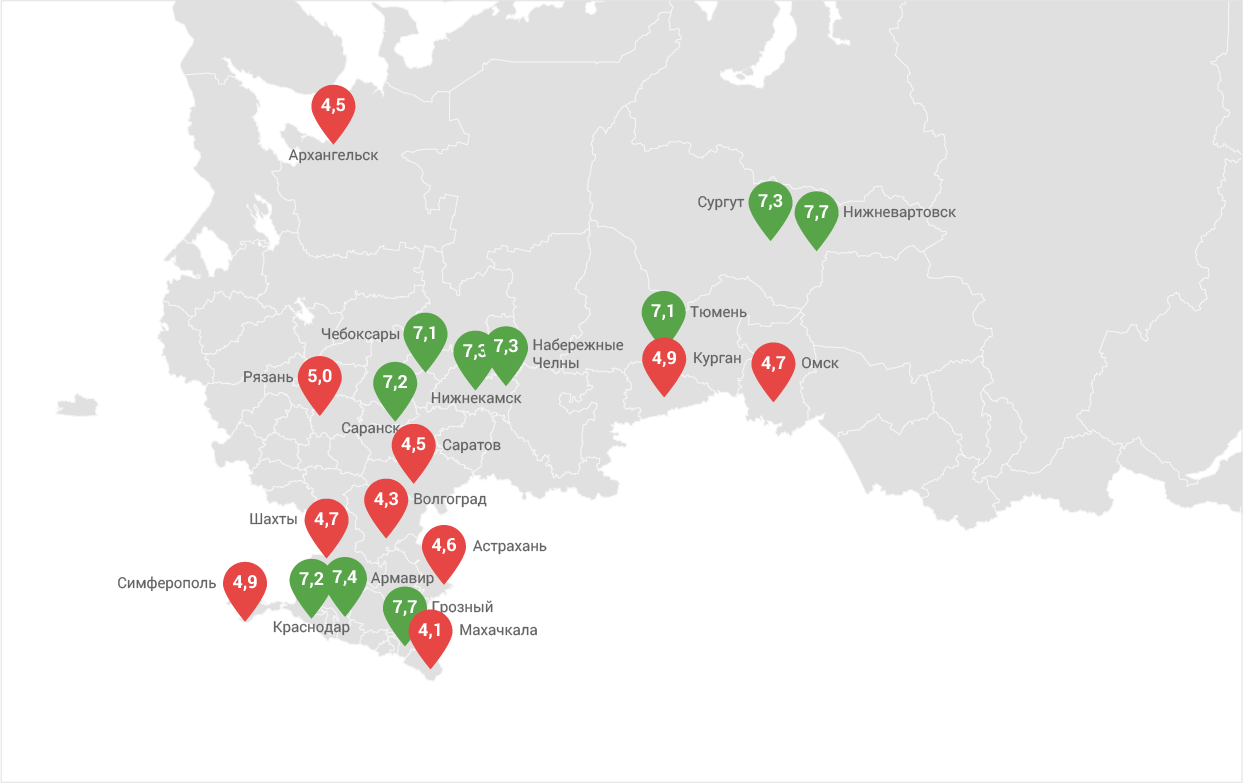 4,5
Архангельск
Сургут 7,3
7,7 Нижневартовск
7,1 Тюмень
Чебоксары 7,1
7,3
7,3 Набережные
Челны
Нижнекамск
4,9 Курган
4,7 Омск
Рязань 5,0
7,2
Саранск
4,5 Саратов
4,3 Волгоград
Шахты 4,7
4,6 Астрахань
Симферополь 4,9
7,2
7,4 Армавир
Краснодар
7,7 Грозный
4,1 Махачкала